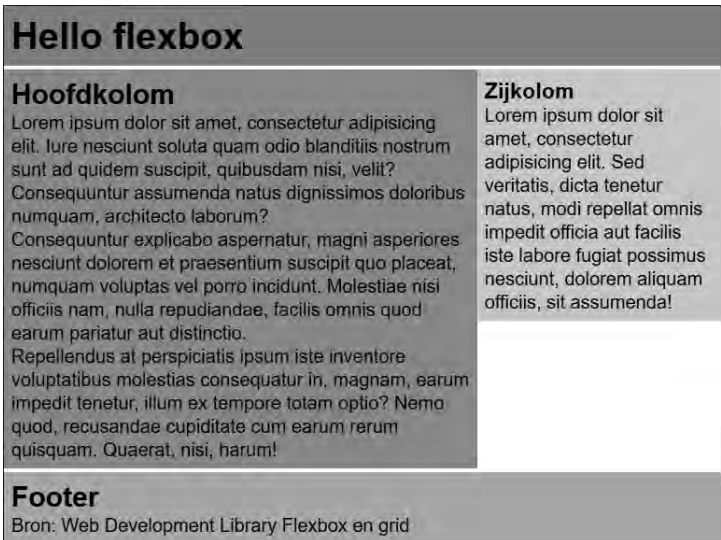 Hello flexbox
Hoofdkolom
Lorem ipsum dolor sit amet, consectetur adipisicing
elit. Iure nesciunt soluta quam odio blanditiis nostrum
sunt ad quidem suscipit, quibusdam nisi, velit?
Consequuntur assumenda natus dignissimos doloribus
numquam, architecto laborum?
Consequuntur explicabo aspernatur, magni asperiores
nesciunt dolorem et praesentium suscipit quo placeat,
numquam voluptas vel porro incidunt. Molestiae nisi
officiis nam, nulla repudiandae, facilis omnis quod
earum pariatur aut distinctio.
Repellendus at perspiciatis ipsum iste inventore
voluptatibus molestias consequatur in, magnam, earum
impedit tenetur, illum ex tempore totam optio? Nemo
quod, recusandae cupiditate cum earum rerum
quisquam. Quaerat, nisi, harum!
Zijkolom
Lorem ipsum dolor sit
amet, consectetur
adipisicing elit. Sed
veritatis, dicta tenetur
natus, modi repellat omnis
impedit officia aut facilis
iste labore fugiat possimus
nesciunt, dolorem aliquam
officiis, sit assumenda!
Footer
Bron: Web Development Library Flexbox en grid